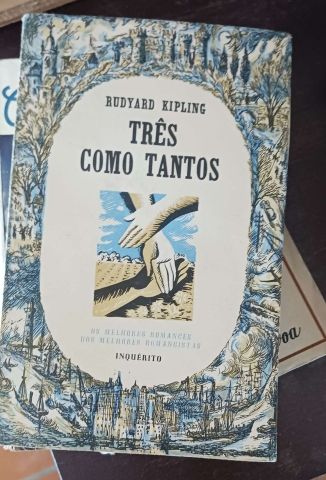 RUDYARD KIPLING
TRÊS
COMO TANTOS
OS MELHORES ROMANCES
DOS MELHORES ROMANCISTAS
INQUÉRITO